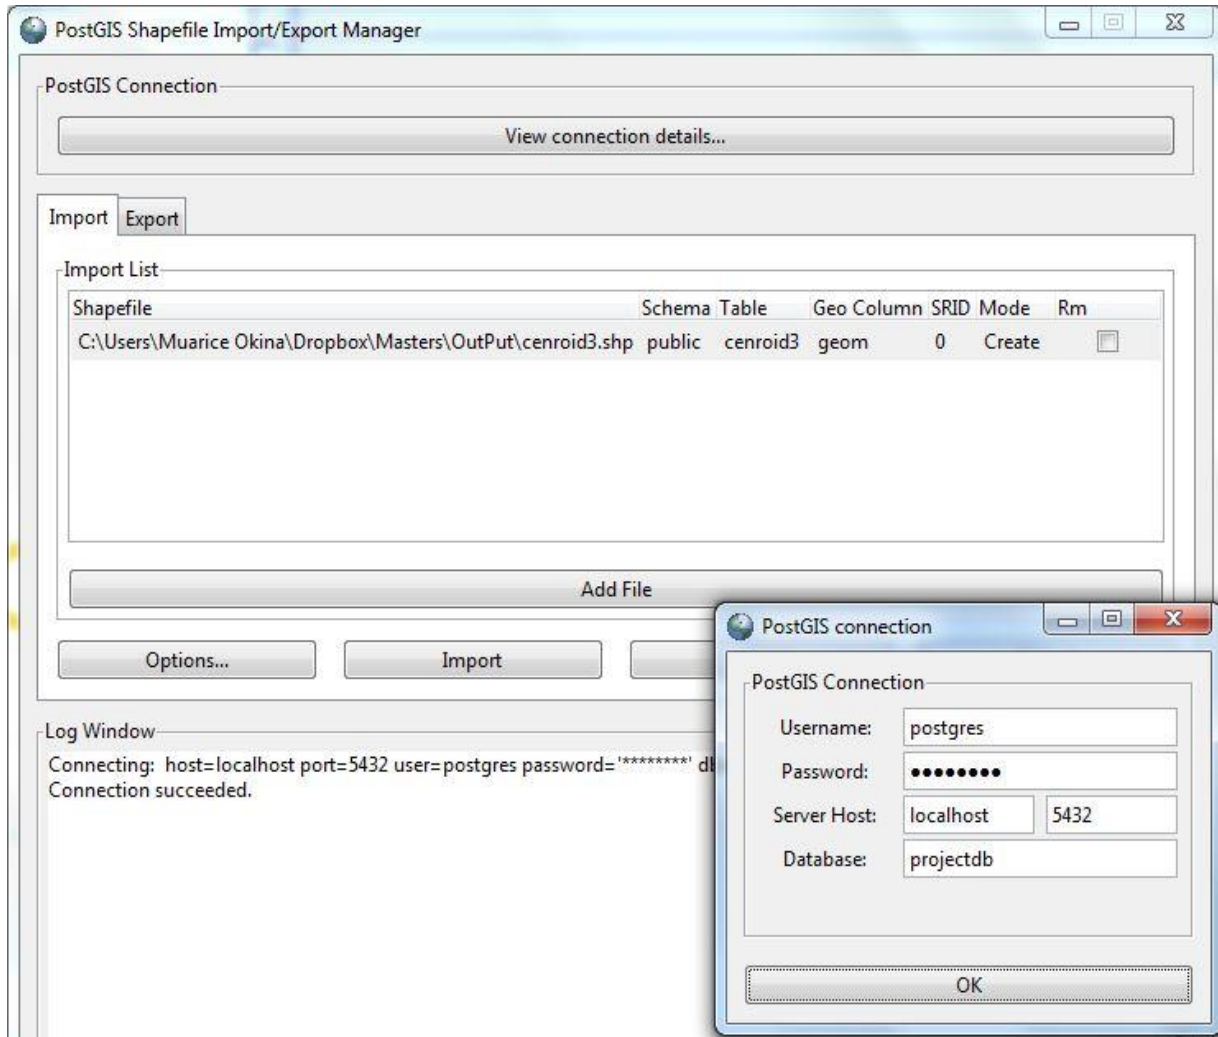 PostGIS Shapefile Import/Export Manager
PostGIS Connection
View connection details...
Import Export
Import List
Shapefile Schema Table Geo Column SRID Mode Rm
C:\Users\Muarice Okina\Dropbox\Masters\OutPut\cenroid3.shp public cenroid3 geom 0 Create
Add File
Options... Import
Log Window
Connecting: host=localhost port=5432 user=postgres password='********'
Connection succeeded.
PostGIS connection
PostGIS Connection
Username: postgres
Password: ●●●●●●●●
Server Host: localhost 5432
Database: projectdb
OK